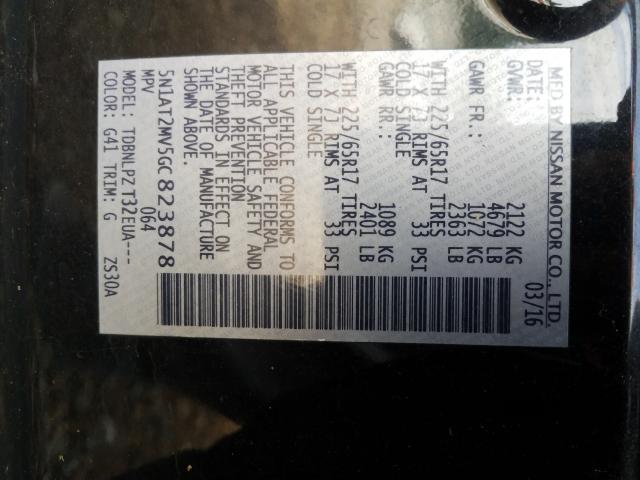 MFD BY NISSAN MOTOR CO., LTD.
DATE: 03/16
GVWR: 2122 KG
4679 LB
GAWR FR.: 1072 KG
2363 LB
WITH 225/65R17 TIRES
17 X 7J RIMS AT 33 PSI
COLD SINGLE
GAWR RR.: 1089 KG
2401 LB
WITH 225/65R17 TIRES
17 X 7J RIMS AT 33 PSI
COLD SINGLE
THIS VEHICLE CONFORMS TO
ALL APPLICABLE FEDERAL
MOTOR VEHICLE SAFETY AND
THEFT PREVENTION
STANDARDS IN EFFECT ON
THE DATE OF MANUFACTURE
SHOWN ABOVE.
5N1AT2MV5GC823878
MPV 064
MODEL: TDBNLPZ T32EUA---
COLOR: G41 TRIM: G ZS30A